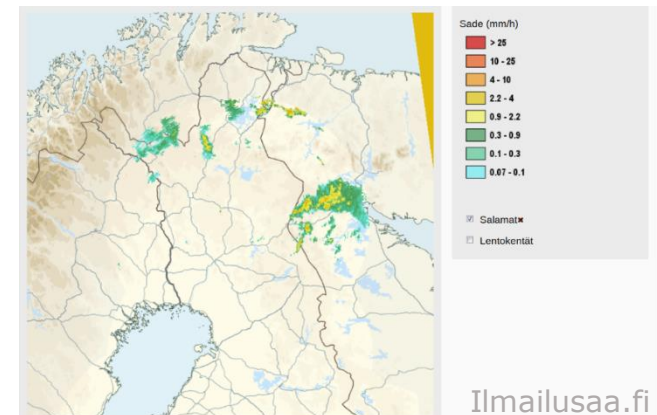 Sade (mm/h)
> 25
10 - 25
4 - 10
2.2 - 4
0.9 - 2.2
0.3 - 0.9
0.1 - 0.3
0.07 - 0.1
Salamat×
Lentokentät
Ilmailusaa.fi